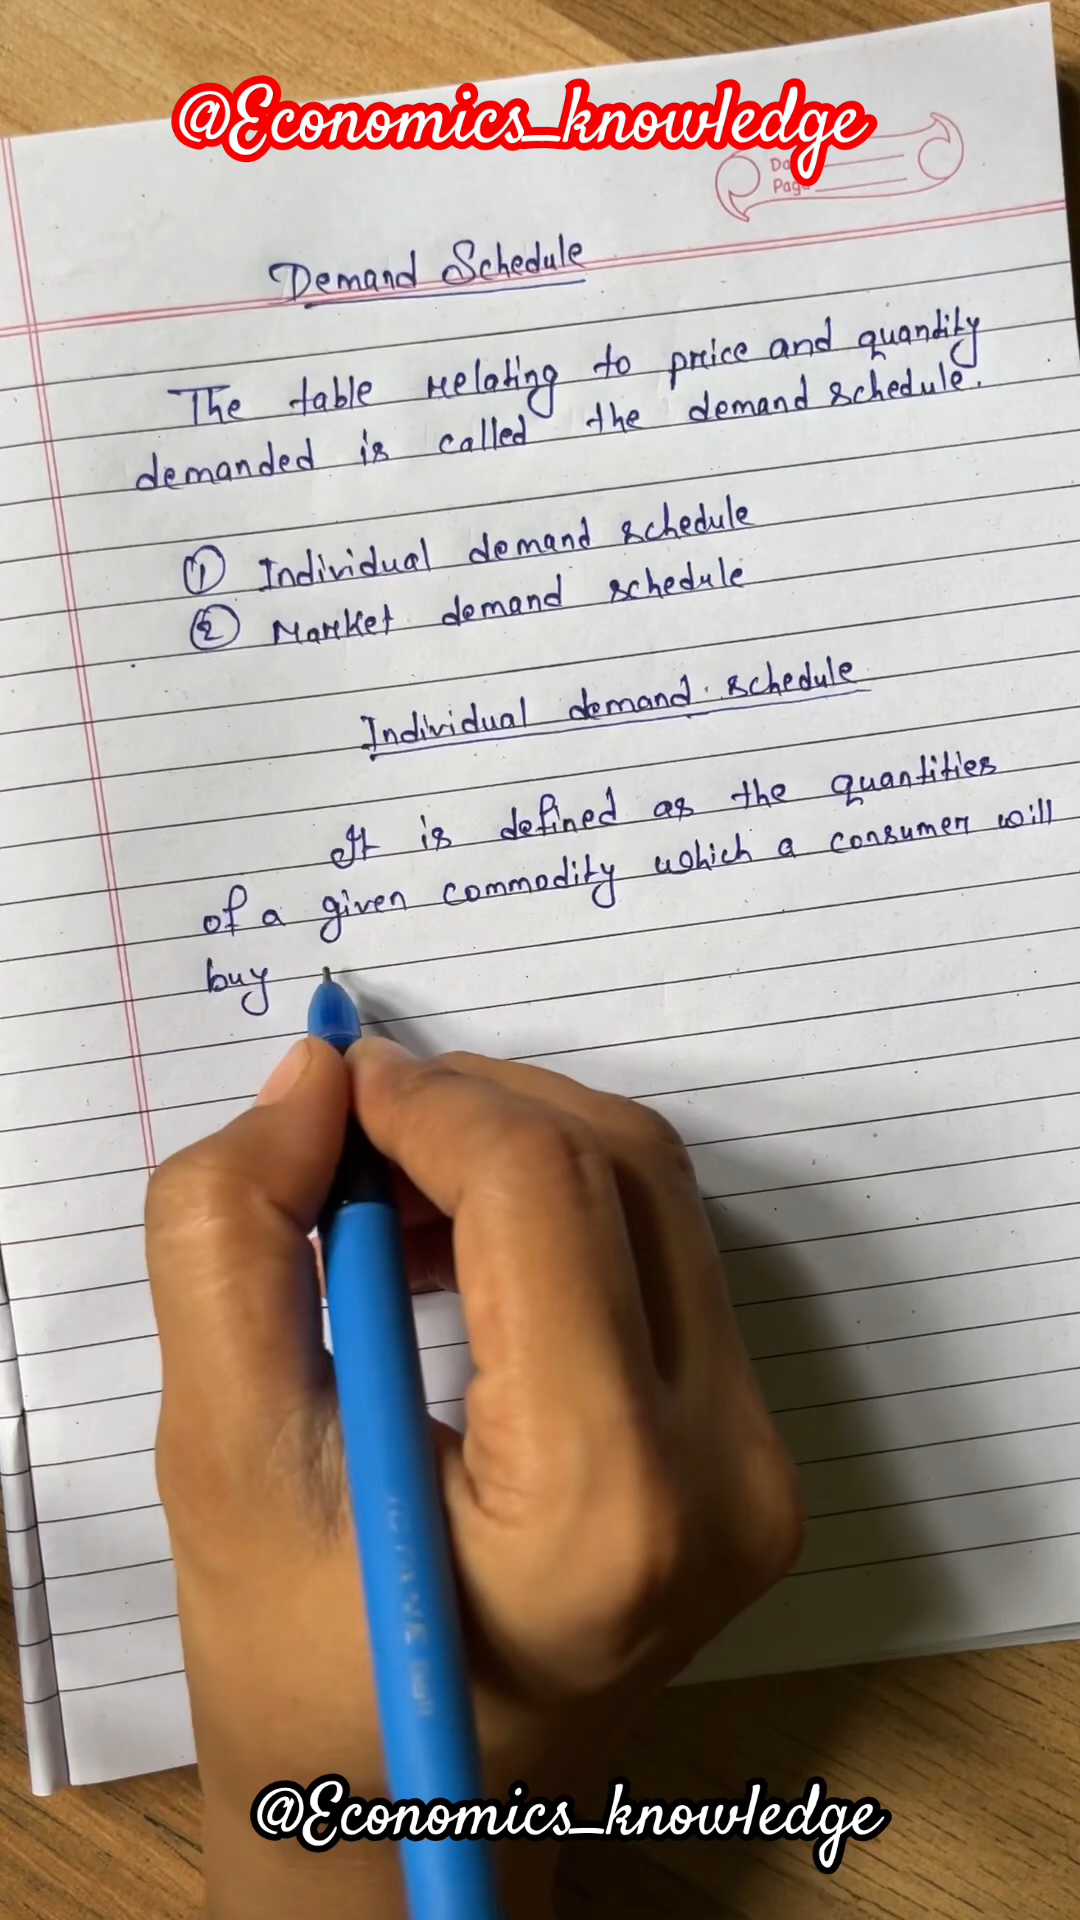 @Economics_knowledge
Page
Demand Schedule
The table relating to price and quantity
demanded is called the demand schedule.
① Individual demand schedule
② Market demand schedule
Individual demand schedule
It is defined as the quantities
of a given commodity which a consumer will
buy
@Economics_knowledge